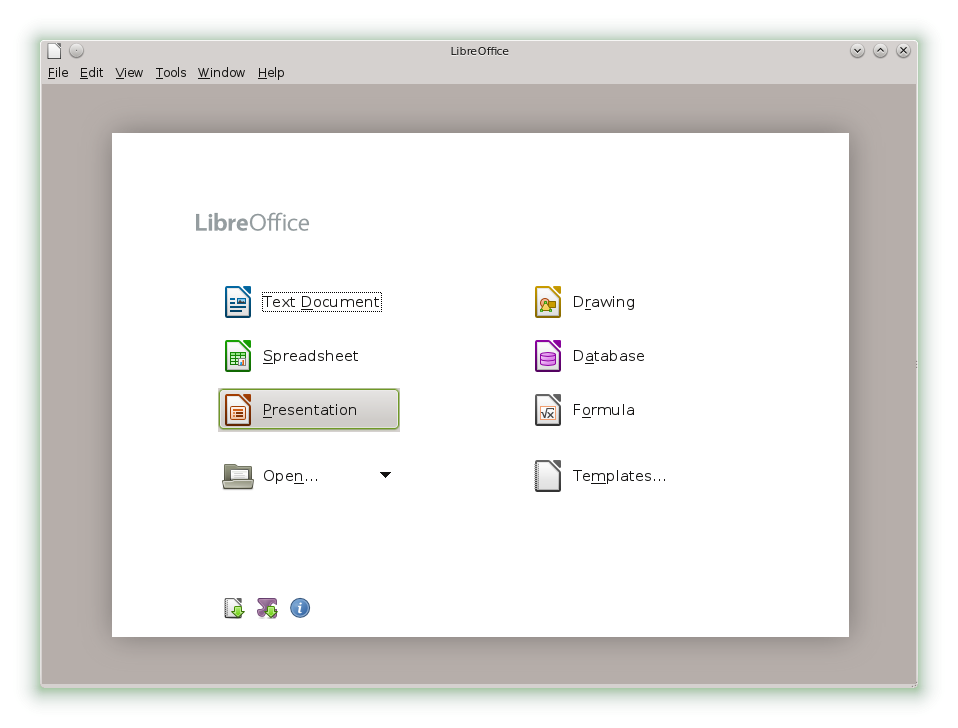 LibreOffice
File Edit View Tools Window Help
LibreOffice
Text Document
Drawing
Spreadsheet
Database
Presentation
Formula
Open...
Templates...